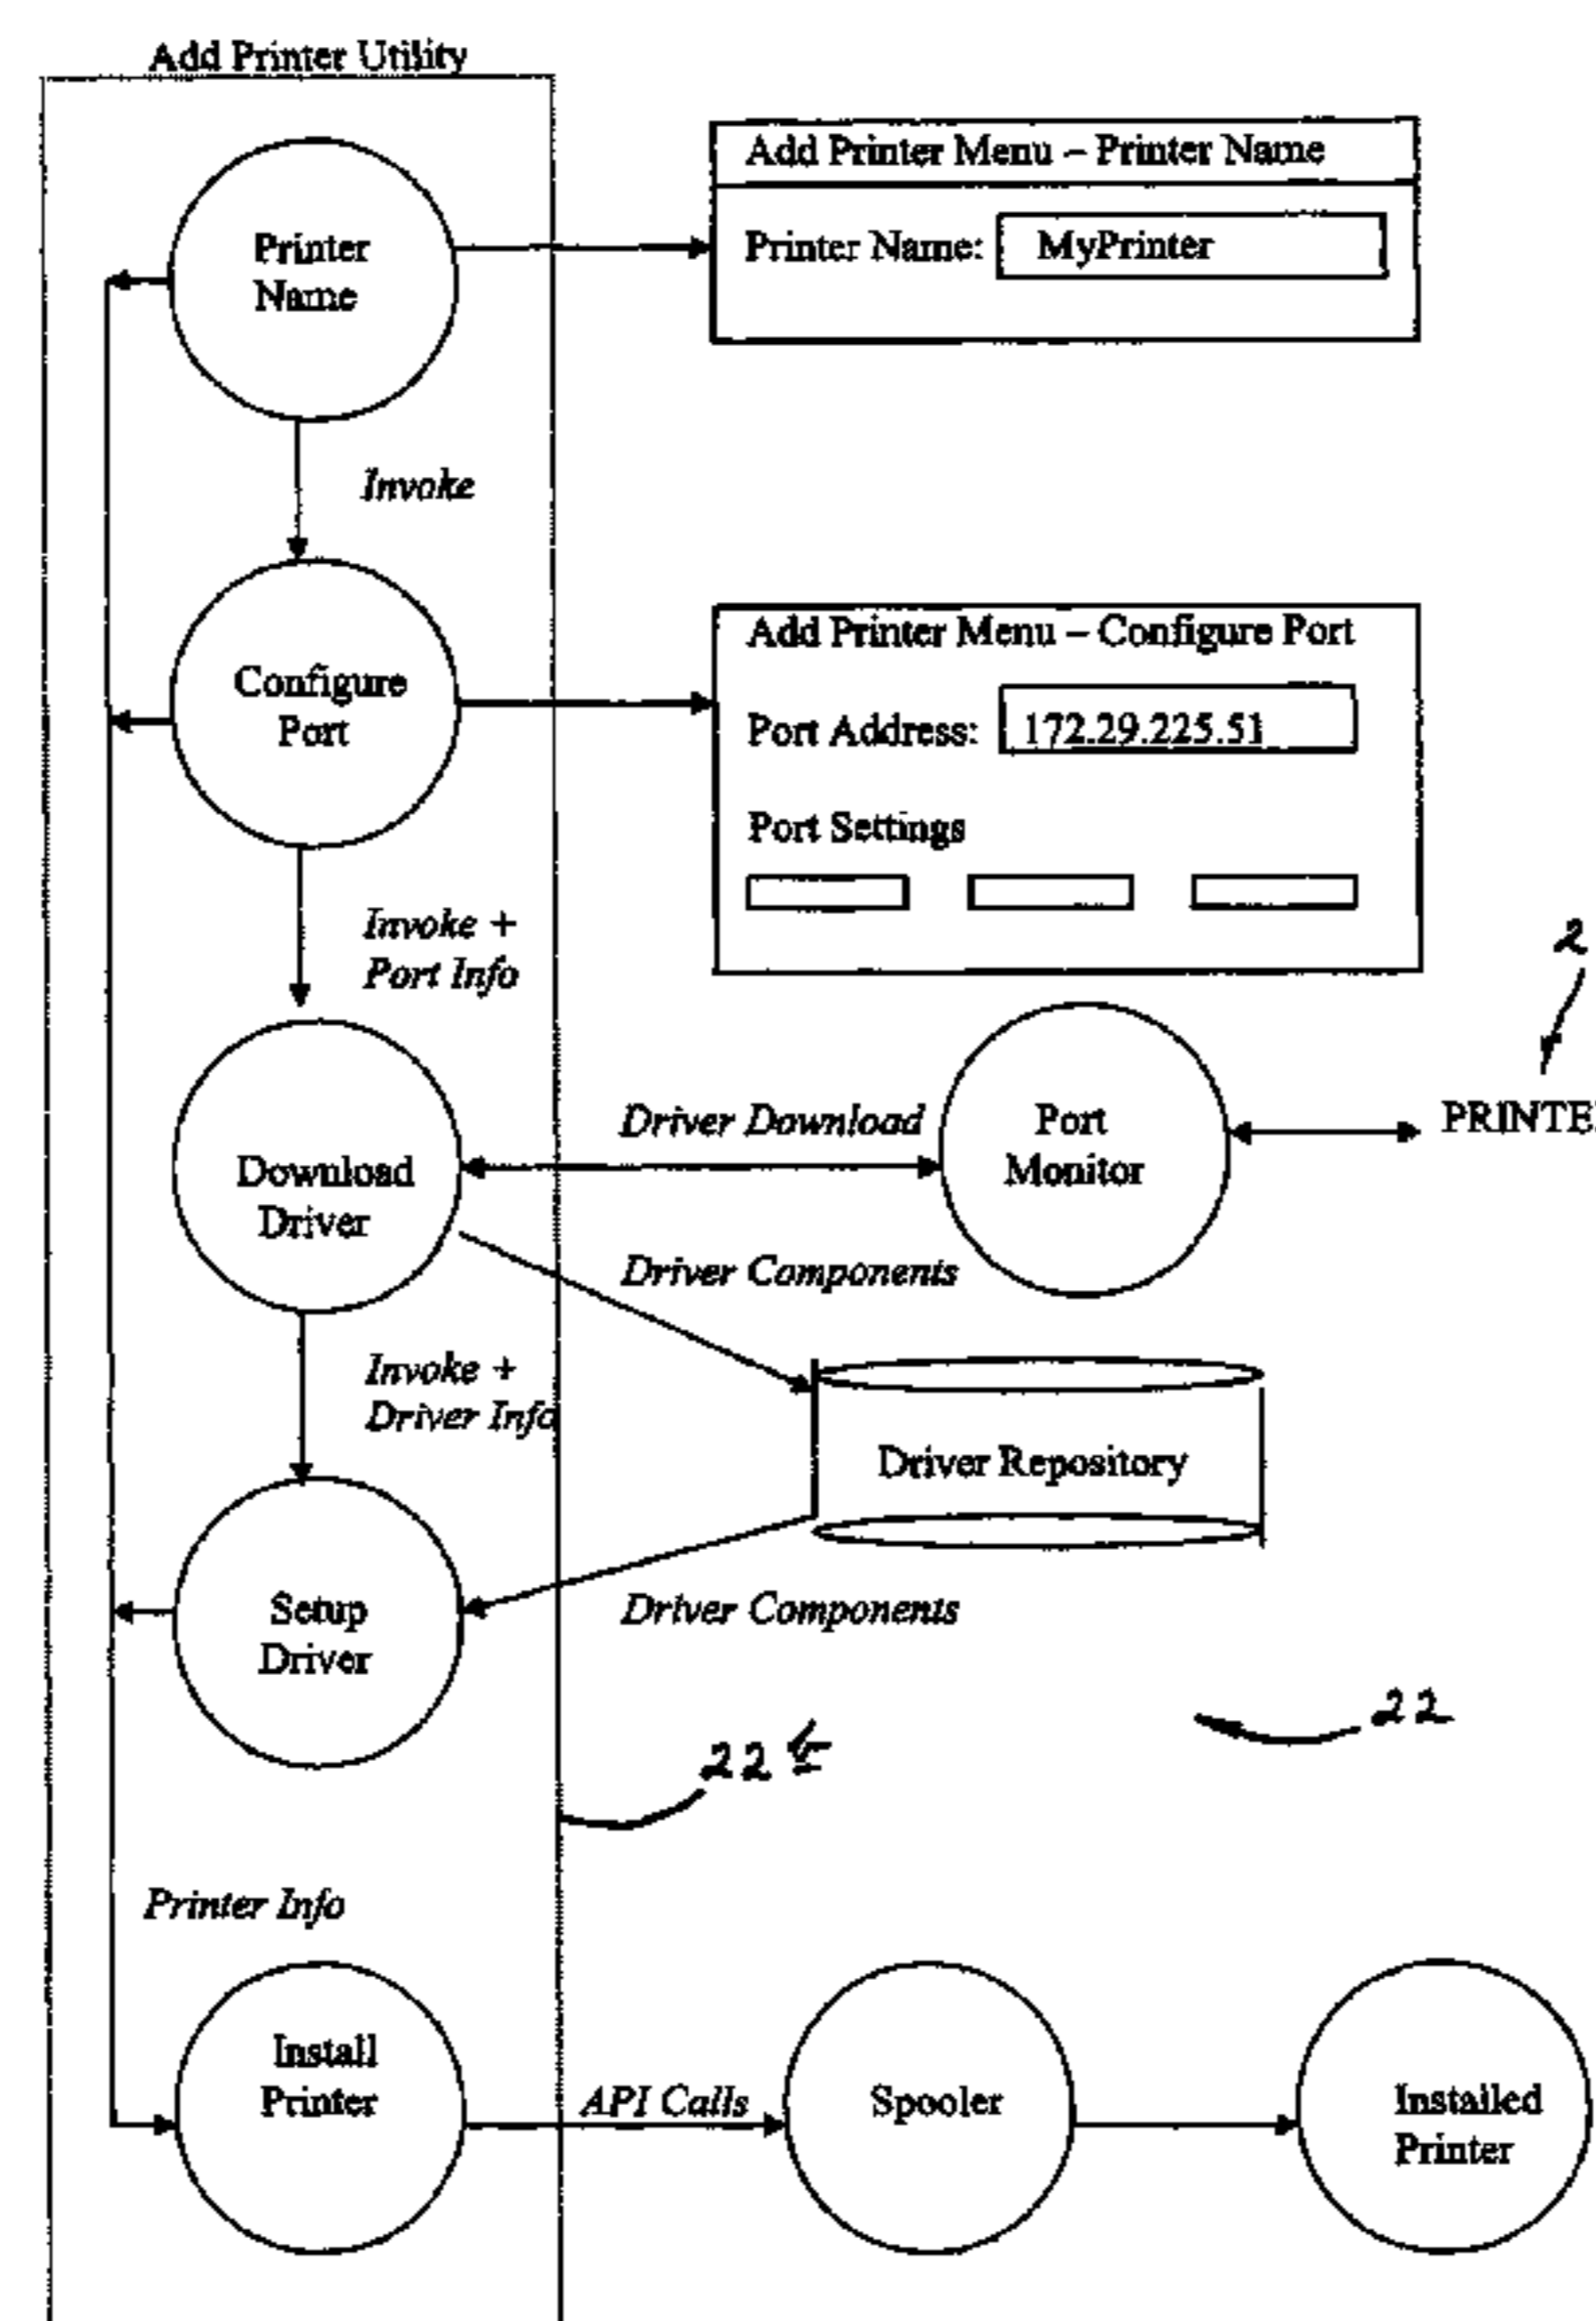 Add Printer Utility
Add Printer Menu – Printer Name
Printer Name: MyPrinter
Printer
Name
Invoke
Add Printer Menu – Configure Port
Port Address: 172.29.225.51
Port Settings
Configure
Port
Invoke +
Port Info
2
PRINTE
Driver Download
Port
Monitor
Download
Driver
Driver Components
Invoke +
Driver Info
Driver Repository
Setup
Driver
Driver Components
22
22
Printer Info
Install
Printer
API Calls
Spooler
Installed
Printer